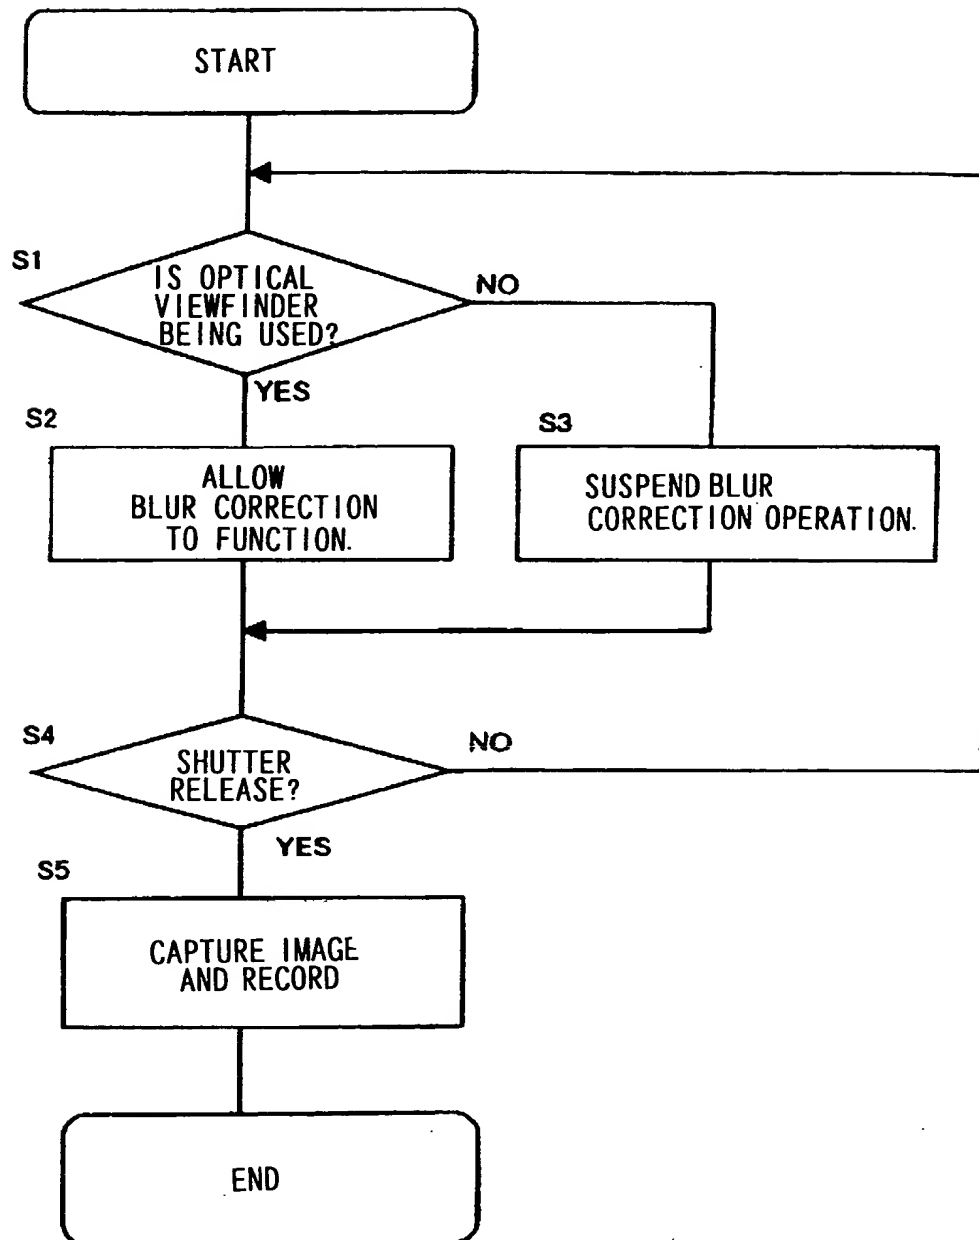 START
S1
IS OPTICAL
VIEWFINDER
BEING USED?
NO
YES
S2
ALLOW
BLUR CORRECTION
TO FUNCTION.
S3
SUSPEND BLUR
CORRECTION OPERATION.
S4
SHUTTER
RELEASE?
NO
YES
S5
CAPTURE IMAGE
AND RECORD
END